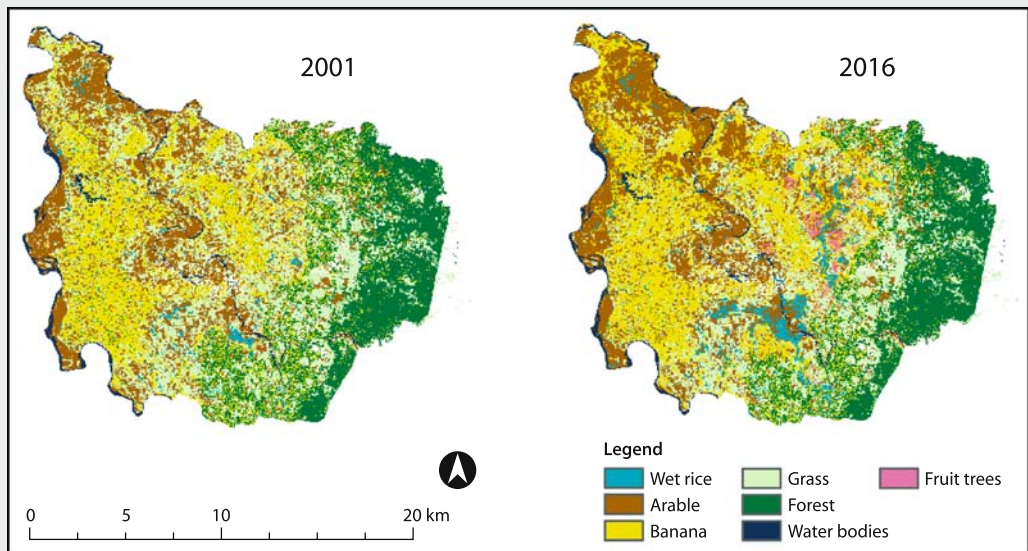 2001
2016
Legend
Wet rice
Grass
Fruit trees
Arable
Forest
Banana
Water bodies
0 5 10 20 km